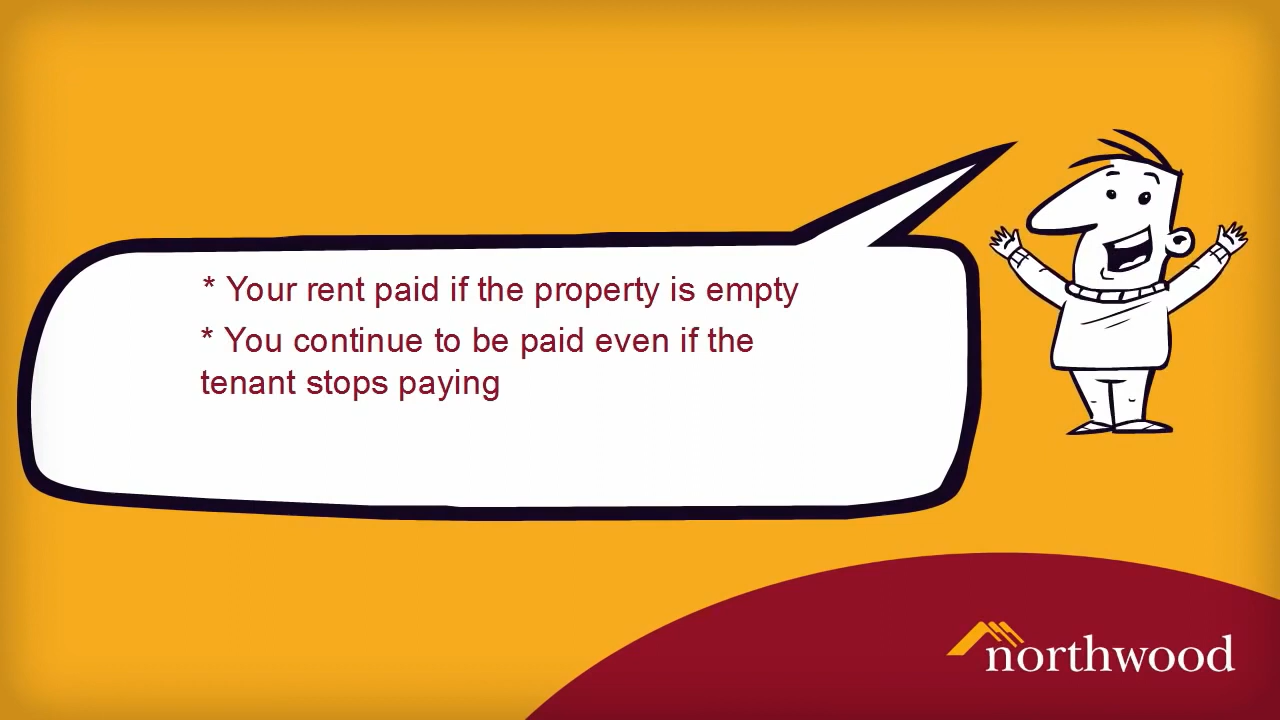 * Your rent paid if the property is empty
* You continue to be paid even if the
tenant stops paying
northwood